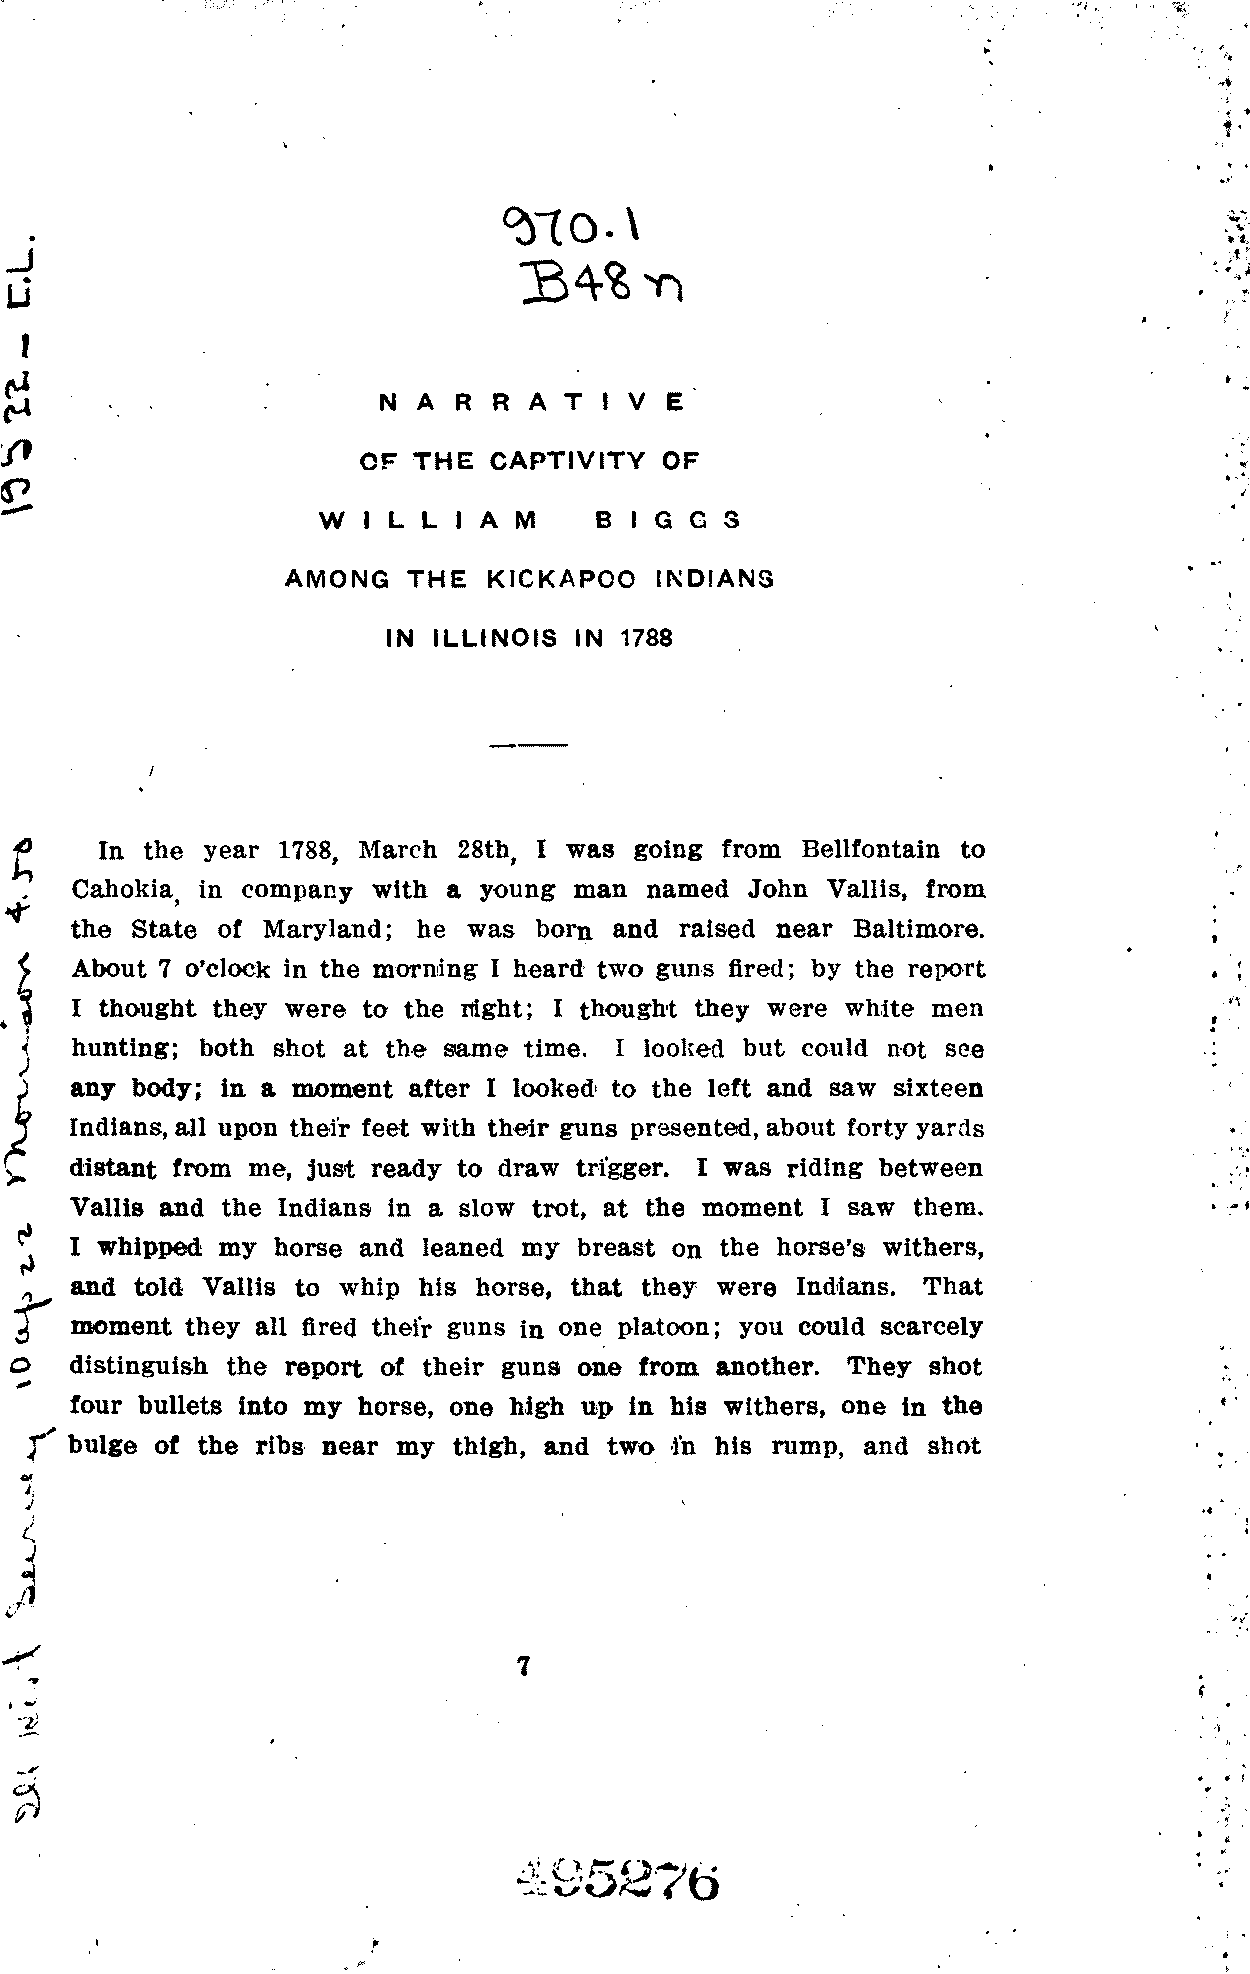 970.1
B48n
NARRATIVE
OF THE CAPTIVITY OF
WILLIAM BIGGS
AMONG THE KICKAPOO INDIANS
IN ILLINOIS IN 1788
In the year 1788, March 28th, I was going from Bellfontain to
Cahokia, in company with a young man named John Vallis, from
the State of Maryland; he was born and raised near Baltimore.
About 7 o'clock in the morning I heard two guns fired; by the report
I thought they were to the right; I thought they were white men
hunting; both shot at the same time. I looked but could not see
any body; in a moment after I looked to the left and saw sixteen
Indians, all upon their feet with their guns presented, about forty yards
distant from me, just ready to draw trigger. I was riding between
Vallis and the Indians in a slow trot, at the moment I saw them.
I whipped my horse and leaned my breast on the horse's withers,
and told Vallis to whip his horse, that they were Indians. That
moment they all fired their guns in one platoon; you could scarcely
distinguish the report of their guns one from another. They shot
four bullets into my horse, one high up in his withers, one in the
bulge of the ribs near my thigh, and two in his rump, and shot
7
495276
19522-C.L.
10 apr 22 4.50